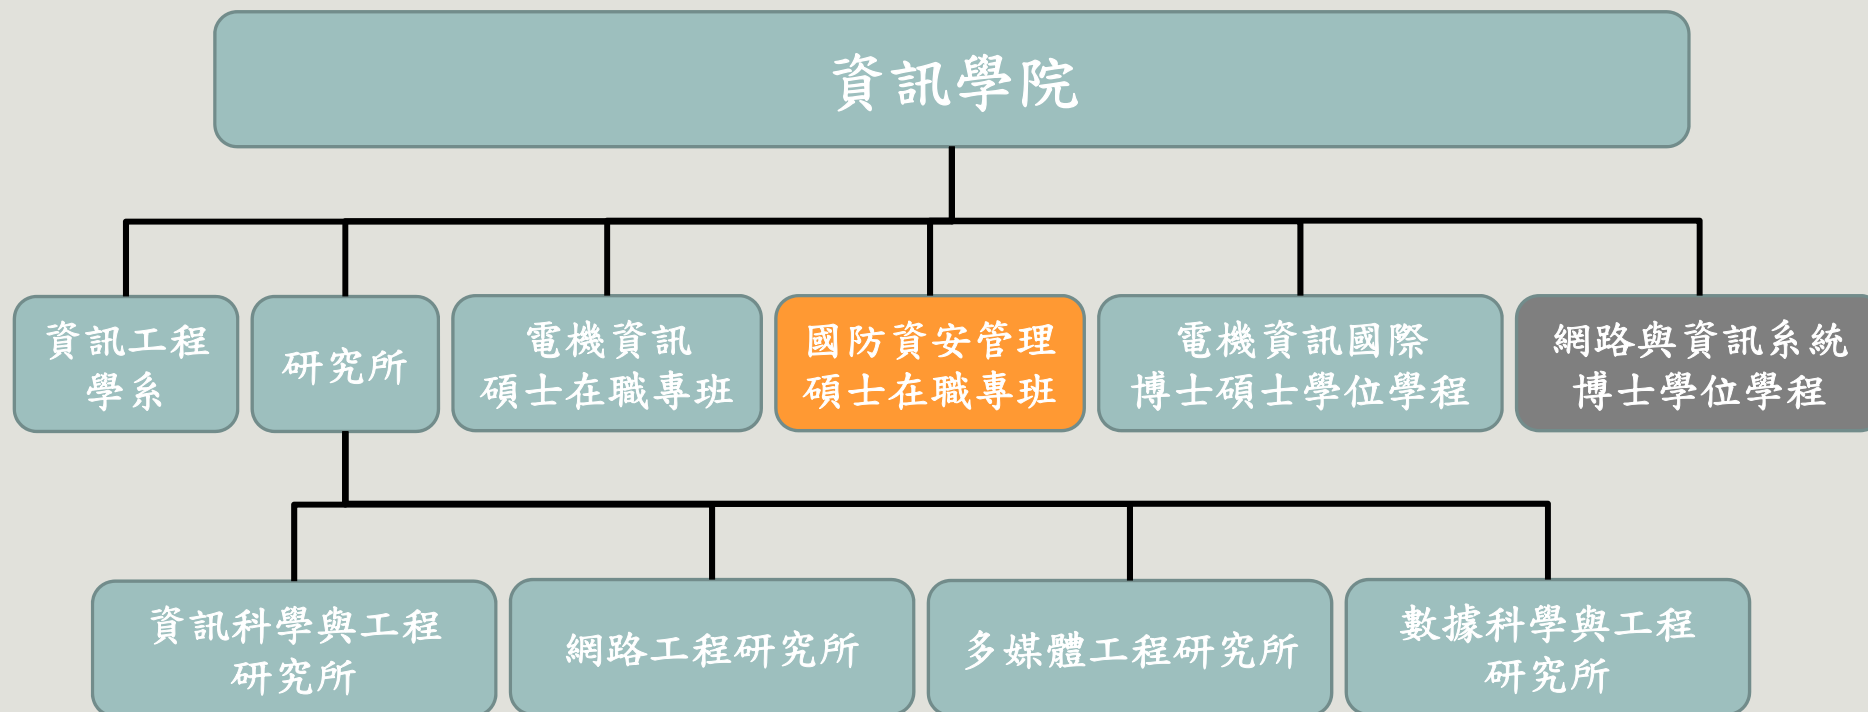 資訊學院
資訊工程
學系
研究所
電機資訊
碩士在職專班
國防資安管理
碩士在職專班
電機資訊國際
博士碩士學位學程
網路與資訊系統
博士學位學程
資訊科學與工程
研究所
網路工程研究所
多媒體工程研究所
數據科學與工程
研究所